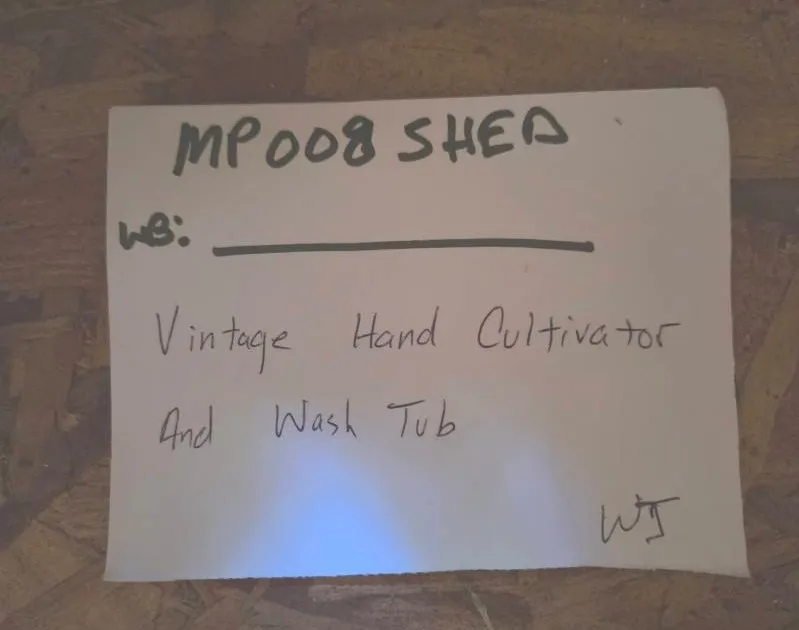 MP008 SHED
WB:
Vintage Hand Cultivator
And Wash Tub
WJ